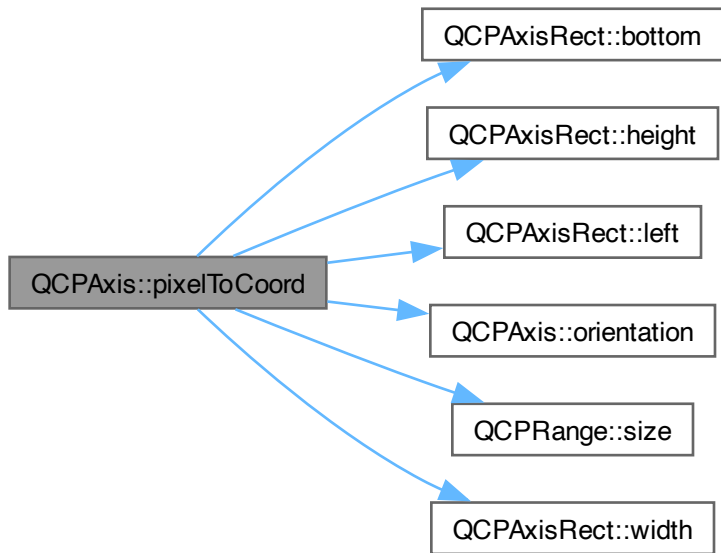 QCPAxisRect::bottom
QCPAxisRect::height
QCPAxisRect::left
QCPAxis::pixelToCoord
QCPAxis::orientation
QCPRange::size
QCPAxisRect::width